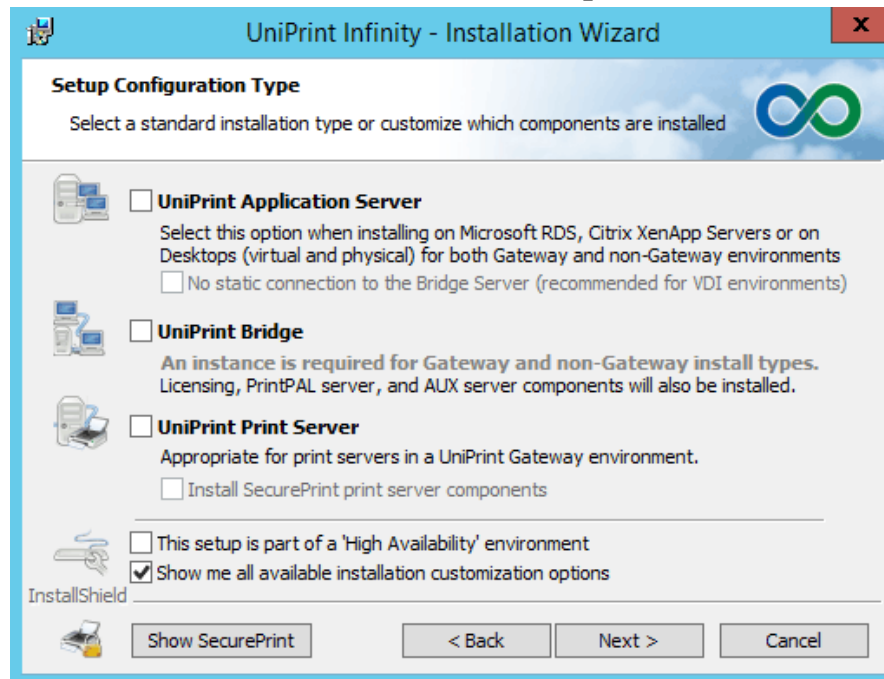 UniPrint Infinity - Installation Wizard
x
Setup Configuration Type
Select a standard installation type or customize which components are installed
UniPrint Application Server
Select this option when installing on Microsoft RDS, Citrix XenApp Servers or on
Desktops (virtual and physical) for both Gateway and non-Gateway environments
No static connection to the Bridge Server (recommended for VDI environments)
UniPrint Bridge
An instance is required for Gateway and non-Gateway install types.
Licensing, PrintPAL server, and AUX server components will also be installed.
UniPrint Print Server
Appropriate for print servers in a UniPrint Gateway environment.
Install SecurePrint print server components
This setup is part of a 'High Availability' environment
Show me all available installation customization options
InstallShield
Show SecurePrint
< Back
Next >
Cancel